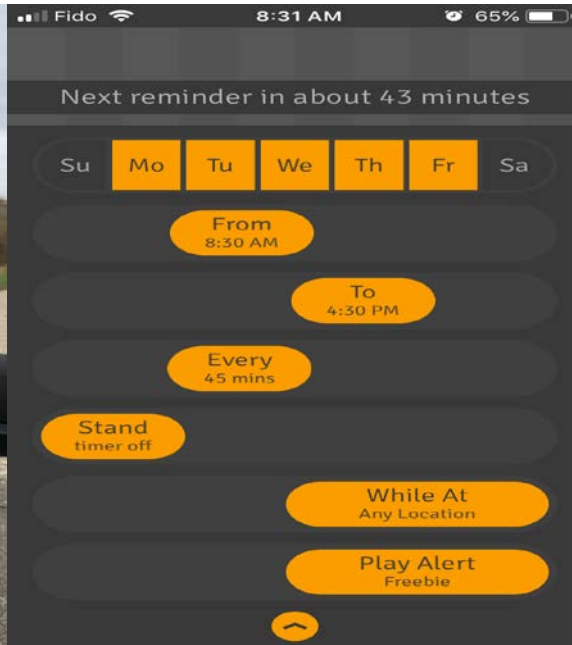 Fido 8:31 AM 65%
Next reminder in about 43 minutes
Su Mo Tu We Th Fr Sa
From
8:30 AM
To
4:30 PM
Every
45 mins
Stand
timer off
While At
Any Location
Play Alert
Freebie